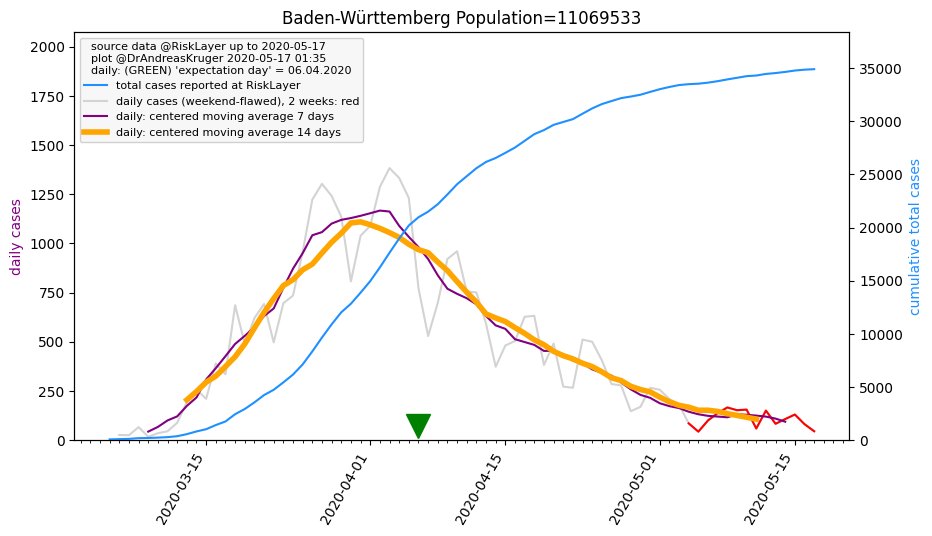 Baden-Württemberg Population=11069533
source data @RiskLayer up to 2020-05-17
plot @DrAndreasKruger 2020-05-17 01:35
daily: (GREEN) 'expectation day' = 06.04.2020
total cases reported at RiskLayer
daily cases (weekend-flawed), 2 weeks: red
daily: centered moving average 7 days
daily: centered moving average 14 days
daily cases
2000
1750
1500
1250
1000
750
500
250
0
35000
30000
25000
20000
15000
10000
5000
0
cumulative total cases
2020-03-15
2020-04-01
2020-04-15
2020-05-01
2020-05-15